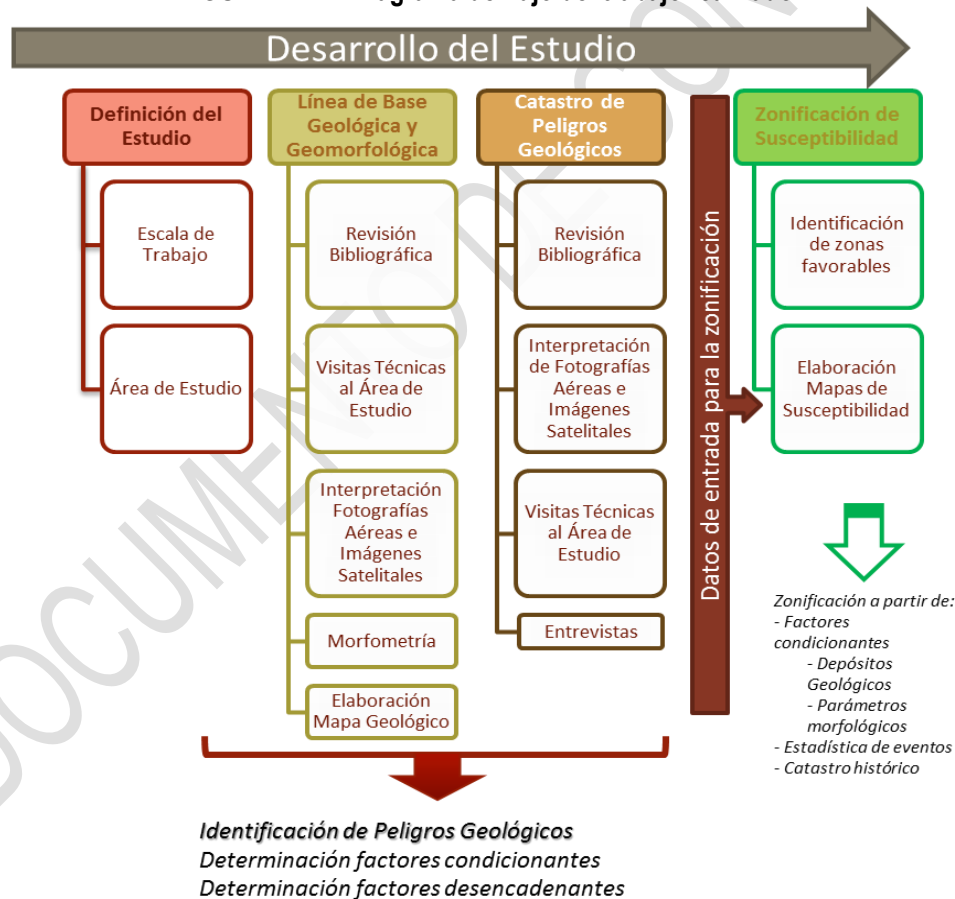 Desarrollo del Estudio
Definición del
Estudio
Escala de
Trabajo
Área de Estudio
Línea de Base
Geológica y
Geomorfológica
Revisión
Bibliográfica
Visitas Técnicas
al Área de
Estudio
Interpretación
Fotografías
Aéreas e
Imágenes
Satelitales
Morfometría
Elaboración
Mapa Geológico
Catastro de
Peligros
Geológicos
Revisión
Bibliográfica
Interpretación
de Fotografías
Aéreas e
Imágenes
Satelitales
Visitas Técnicas
al Área de
Estudio
Entrevistas
Datos de entrada para la zonificación
Zonificación de
Susceptibilidad
Identificación
de zonas
favorables
Elaboración
Mapas de
Susceptibilidad
Zonificación a partir de:
- Factores
condicionantes
- Depósitos
Geológicos
- Parámetros
morfológicos
- Estadística de eventos
- Catastro histórico
Identificación de Peligros Geológicos
Determinación factores condicionantes
Determinación factores desencadenantes
DOCUMENTO DE